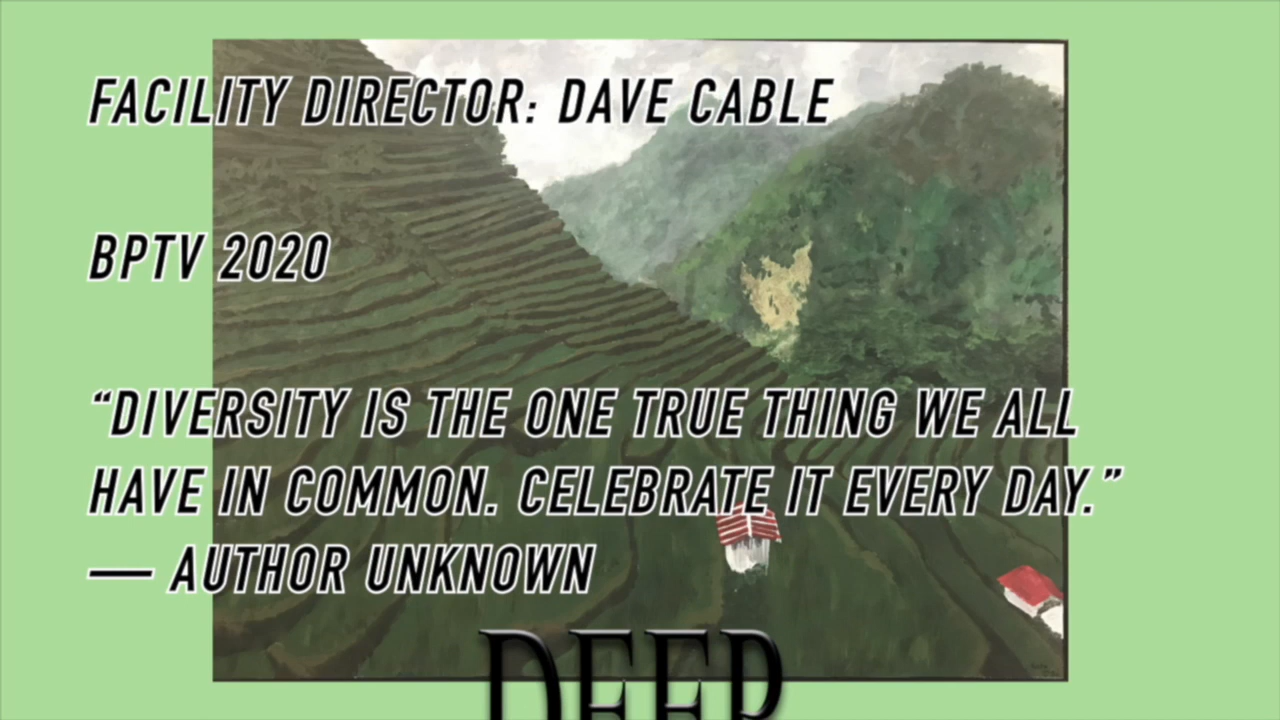 FACILITY DIRECTOR: DAVE CABLE
BPTV 2020
“DIVERSITY IS THE ONE TRUE THING WE ALL
HAVE IN COMMON. CELEBRATE IT EVERY DAY.”
— AUTHOR UNKNOWN
DEEP